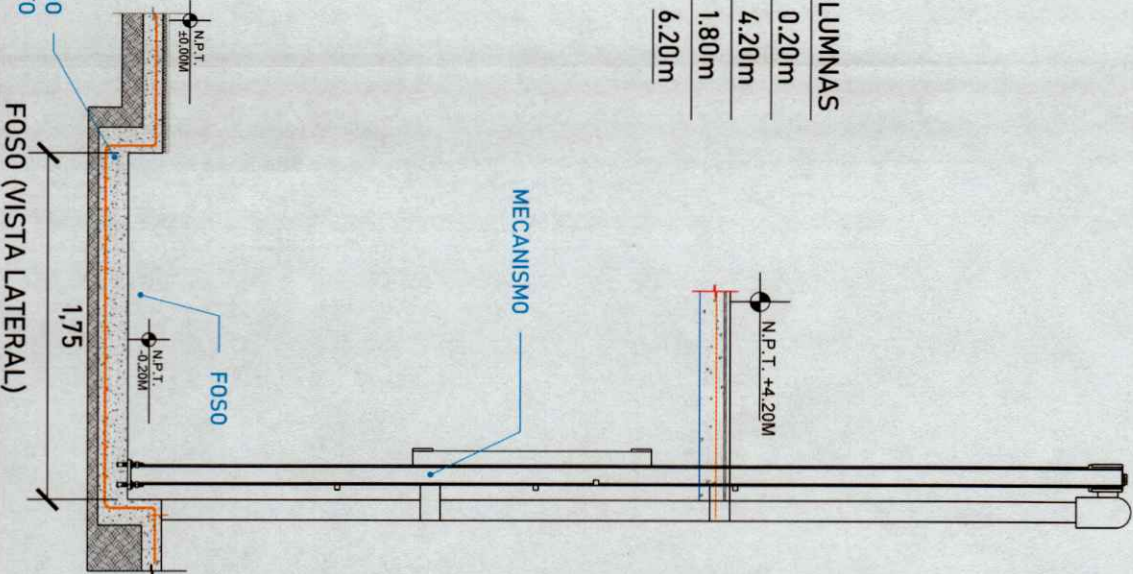 LUMNAS
0.20m
4.20m
1.80m
6.20m
N.P.T. +4.20M
MECANISMO
N.P.T.
±0.00M
FOSO
N.P.T.
-0.20M
1,75
FOSO (VISTA LATERAL)
O
TO